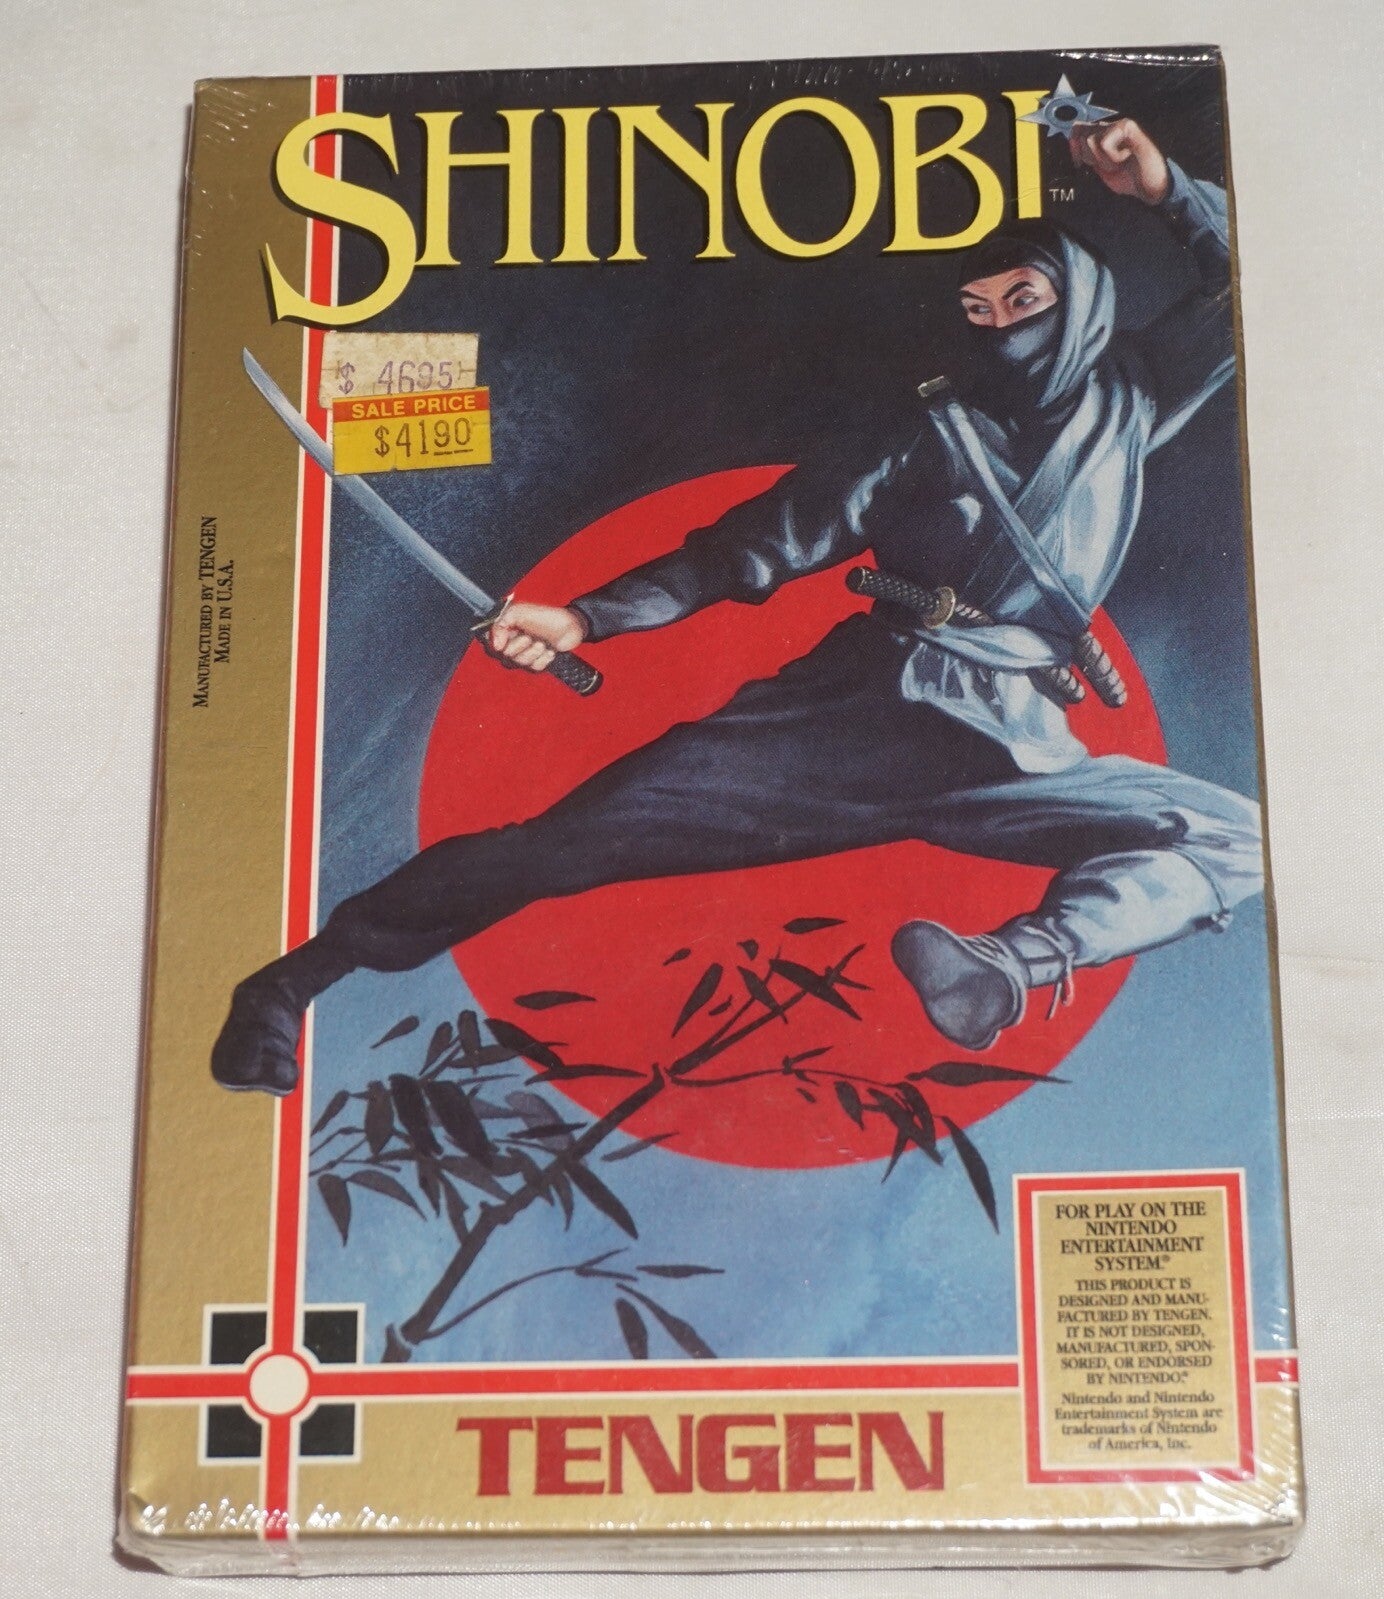 SHINOBI
TM
$ 4695
SALE PRICE
$4190
MANUFACTURED BY TENGEN
MADE IN U.S.A.
FOR PLAY ON THE
NINTENDO
ENTERTAINMENT
SYSTEM®
THIS PRODUCT IS
DESIGNED AND MANU-
FACTURED BY TENGEN.
IT IS NOT DESIGNED,
MANUFACTURED, SPON-
SORED, OR ENDORSED
BY NINTENDO®
Nintendo and Nintendo
Entertainment System are
trademarks of Nintendo
of America, Inc.
TENGEN